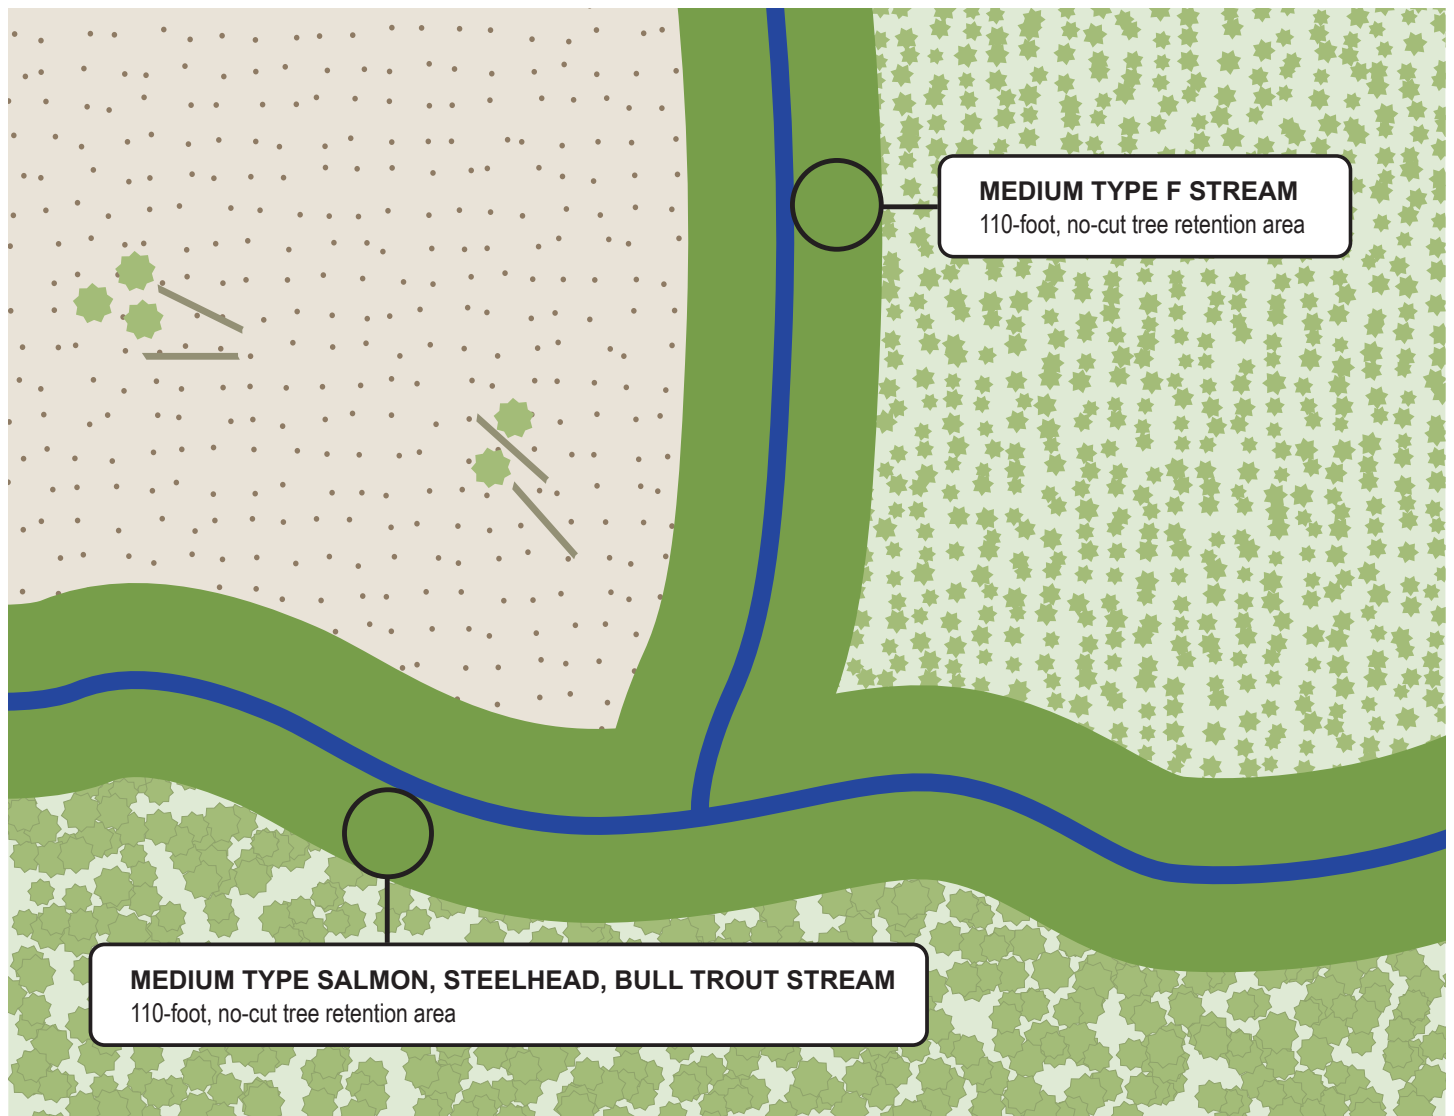 MEDIUM TYPE F STREAM
110-foot, no-cut tree retention area
MEDIUM TYPE SALMON, STEELHEAD, BULL TROUT STREAM
110-foot, no-cut tree retention area